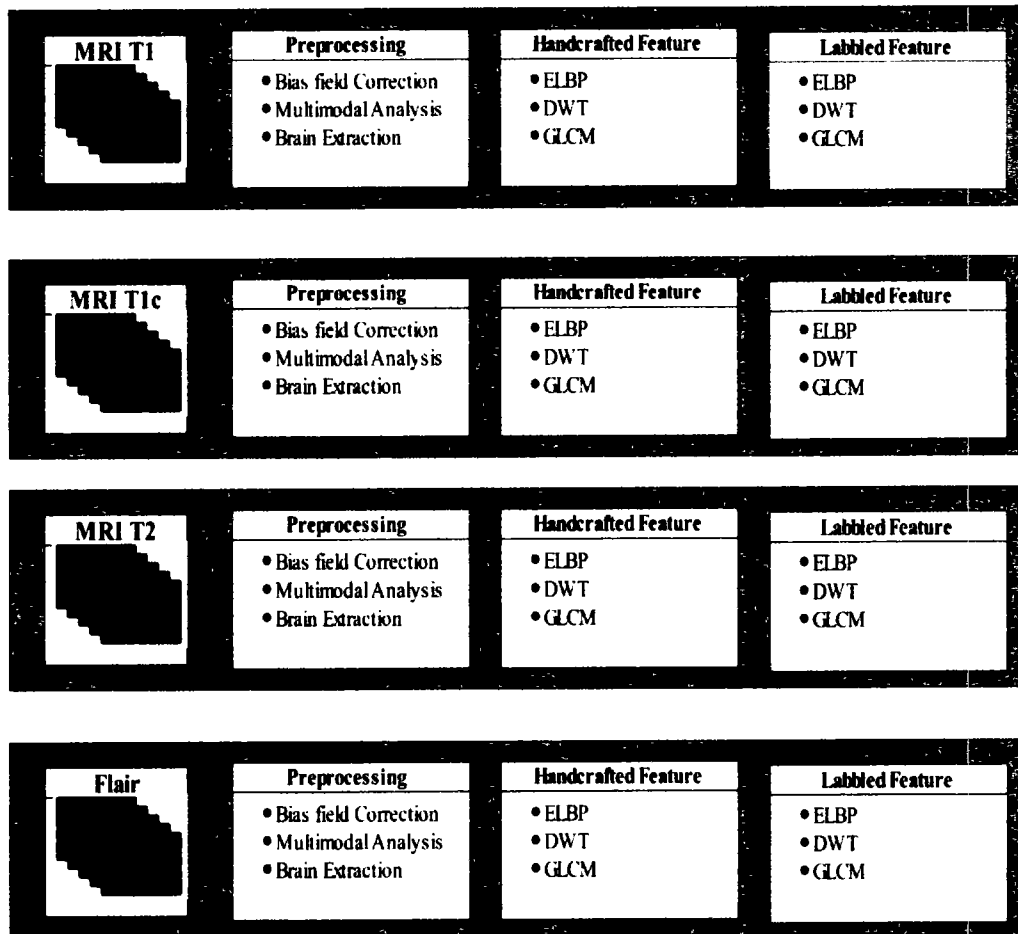 MRI T1
Preprocessing
• Bias field Correction
• Multimodal Analysis
• Brain Extraction
Handcrafted Feature
• ELBP
• DWT
• GLCM
Labbled Feature
• ELBP
• DWT
• GLCM
MRI T1c
Preprocessing
• Bias field Correction
• Multimodal Analysis
• Brain Extraction
Handcrafted Feature
• ELBP
• DWT
• GLCM
Labbled Feature
• ELBP
• DWT
• GLCM
MRI T2
Preprocessing
• Bias field Correction
• Multimodal Analysis
• Brain Extraction
Handcrafted Feature
• ELBP
• DWT
• GLCM
Labbled Feature
• ELBP
• DWT
• GLCM
Flair
Preprocessing
• Bias field Correction
• Multimodal Analysis
• Brain Extraction
Handcrafted Feature
• ELBP
• DWT
• GLCM
Labbled Feature
• ELBP
• DWT
• GLCM